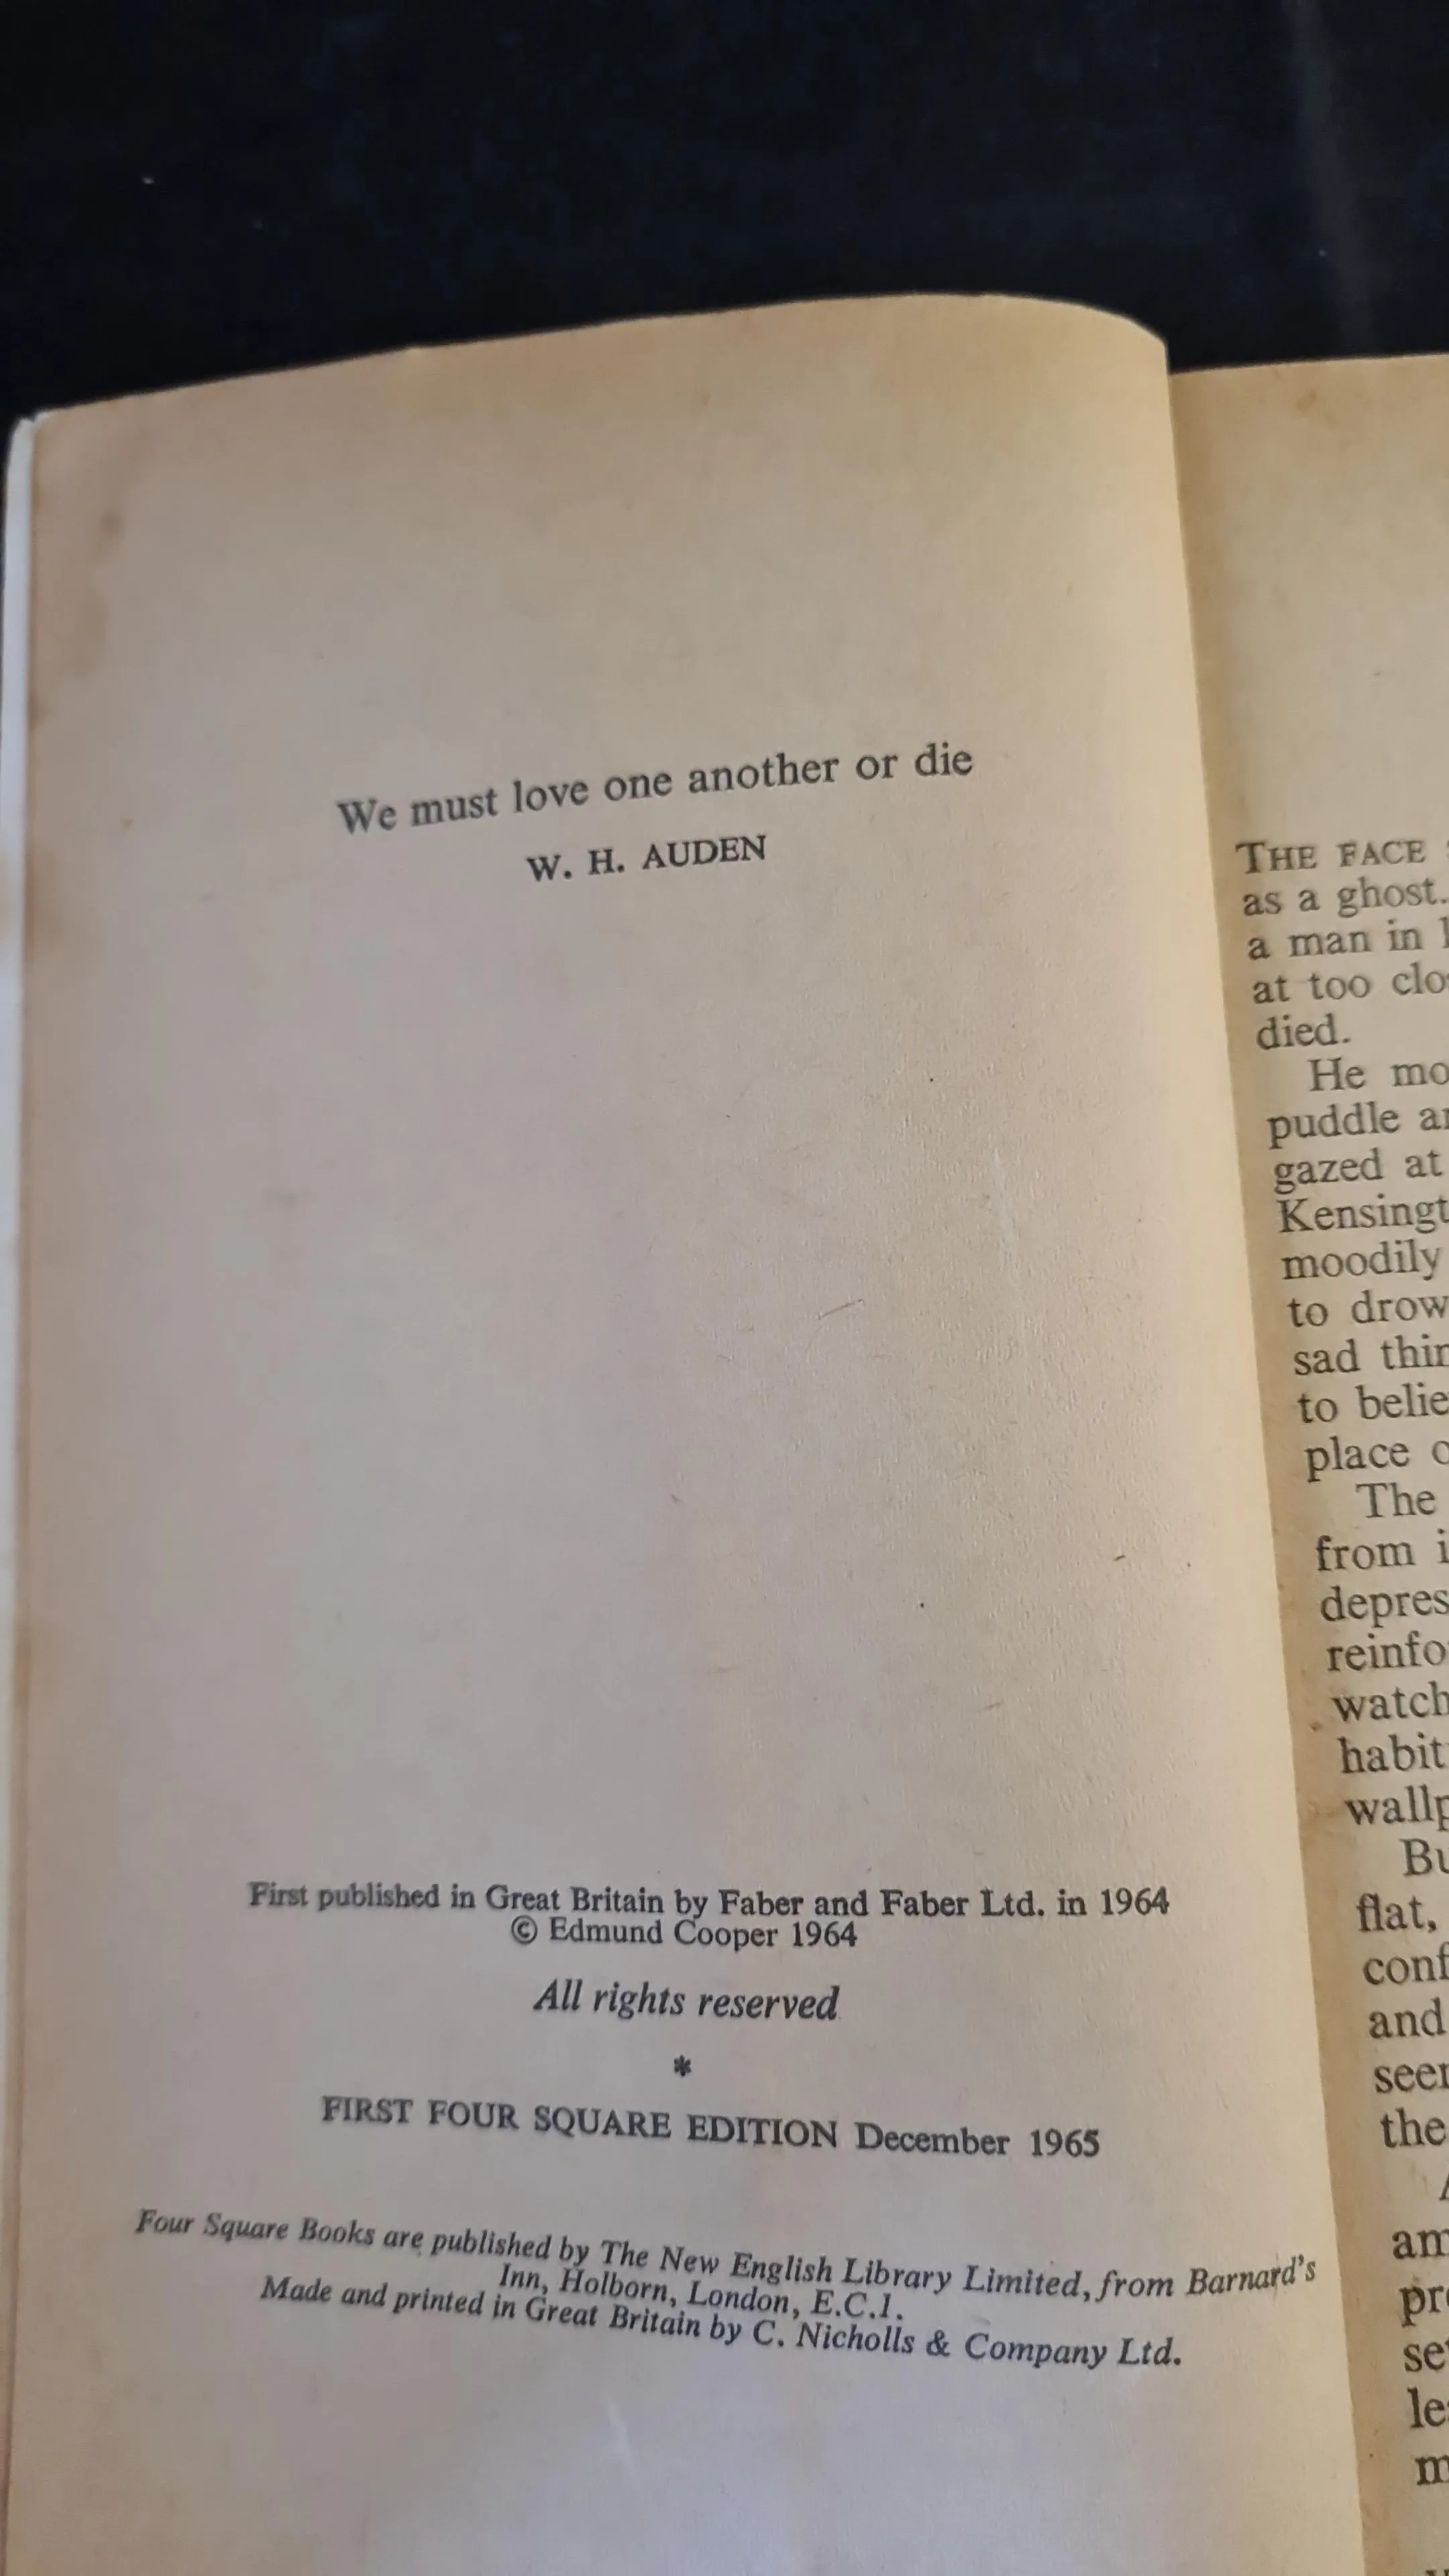 We must love one another or die
W. H. AUDEN
First published in Great Britain by Faber and Faber Ltd. in 1964
© Edmund Cooper 1964
All rights reserved
*
FIRST FOUR SQUARE EDITION December 1965
Four Square Books are published by The New English Library Limited, from Barnard's
Inn, Holborn, London, E.C.1.
Made and printed in Great Britain by C. Nicholls & Company Ltd.
THE FACE
as a ghost.
a man in
at too
died.
He
puddle
gazed at
moodily
to
sad
to
place
The
from
watch
flat,
and
the